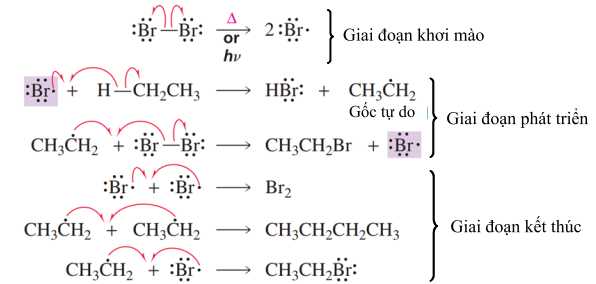 :Br—Br: Δ or hν → 2:Br· Giai đoạn khơi mào
:Br· + H—CH₂CH₃ → HBr: + CH₃ĊH₂
Gốc tự do
Giai đoạn phát triển
CH₃ĊH₂ + :Br—Br: → CH₃CH₂Br + :Br·
:Br· + :Br· → Br₂
CH₃ĊH₂ + CH₃ĊH₂ → CH₃CH₂CH₂CH₃
Giai đoạn kết thúc
CH₃ĊH₂ + :Br· → CH₃CH₂Br: